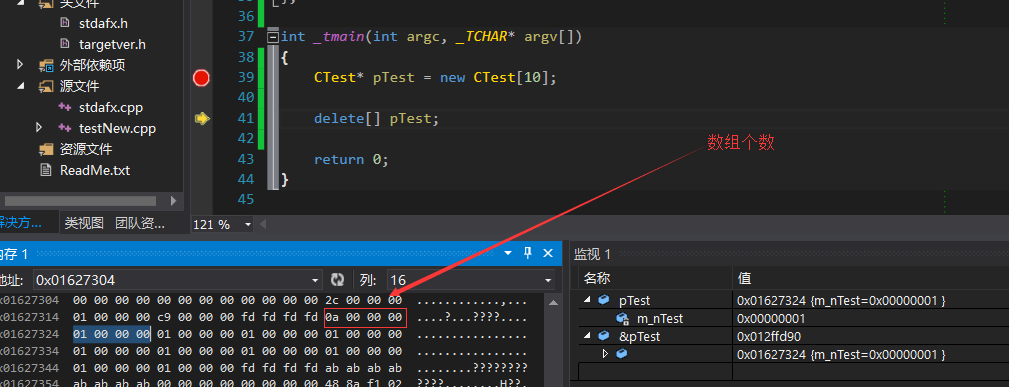 头文件
stdafx.h
targetver.h
外部依赖项
源文件
stdafx.cpp
testNew.cpp
资源文件
ReadMe.txt
解决方... 类视图 团队资...
36 };
37 int _tmain(int argc, _TCHAR* argv[])
38 {
39 CTest* pTest = new CTest[10];
40
41 delete[] pTest;
42
43 return 0;
44 }
45
数组个数
121 %
内存 1
地址: 0x01627304 列: 16
0x01627304 00 00 00 00 00 00 00 00 00 00 00 00 2c 00 00 00 ............,...
0x01627314 01 00 00 00 c9 00 00 00 fd fd fd fd 0a 00 00 00 ....?...????....
0x01627324 01 00 00 00 01 00 00 00 01 00 00 00 01 00 00 00 ................
0x01627334 01 00 00 00 01 00 00 00 01 00 00 00 01 00 00 00 ................
0x01627344 01 00 00 00 01 00 00 00 fd fd fd fd ab ab ab ab ........????????
0x01627354 ab ab ab ab 00 00 00 00 00 00 00 00 48 8a f1 02 ????........H??.
监视 1
名称 值
pTest 0x01627324 {m_nTest=0x00000001 }
m_nTest 0x00000001
&pTest 0x012ffd90
0x01627324 {m_nTest=0x00000001 }